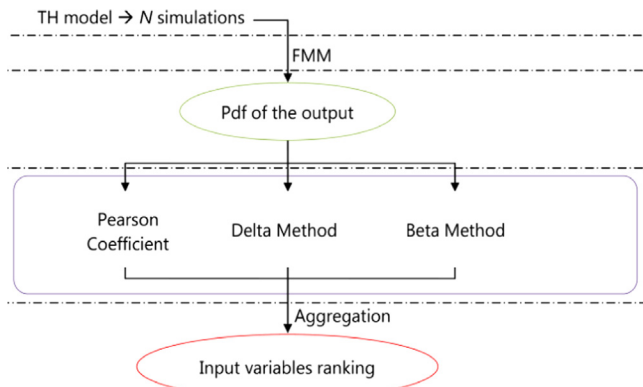 TH model → N simulations
FMM
Pdf of the output
Pearson
Coefficient
Delta Method
Beta Method
Aggregation
Input variables ranking